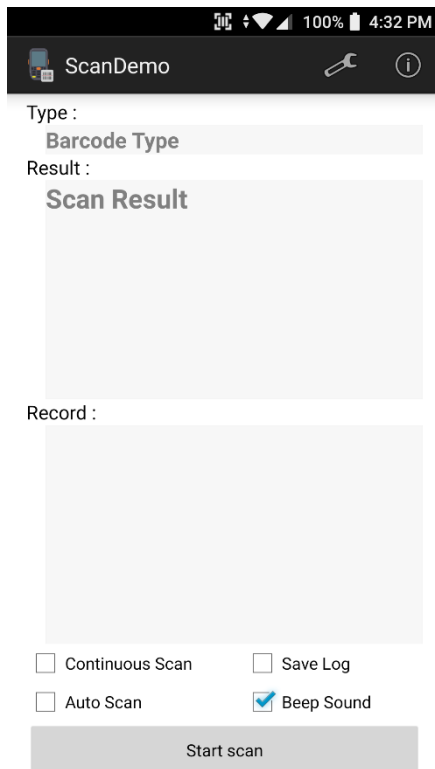 100% 4:32 PM
ScanDemo
Type :
Barcode Type
Result :
Scan Result
Record :
Continuous Scan Save Log
Auto Scan Beep Sound
Start scan